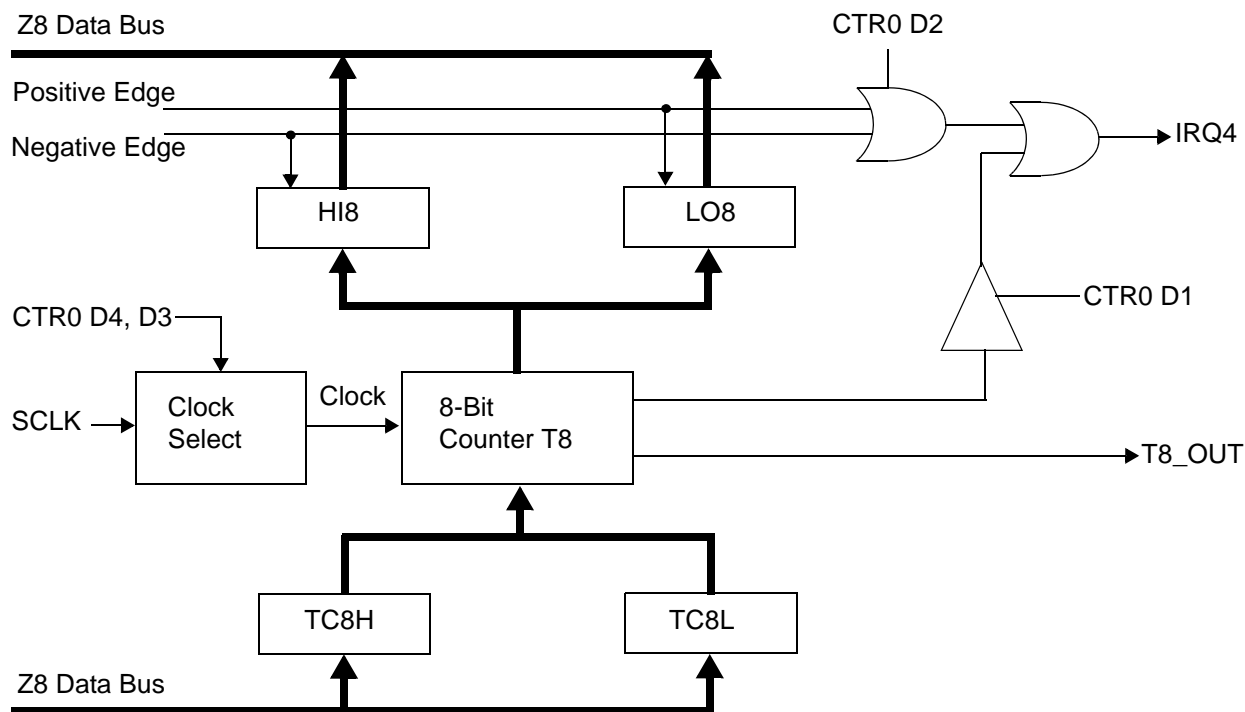 Z8 Data Bus
CTR0 D2
Positive Edge
Negative Edge
IRQ4
HI8
LO8
CTR0 D4, D3
CTR0 D1
SCLK
Clock
Select
Clock
8-Bit
Counter T8
T8_OUT
TC8H
TC8L
Z8 Data Bus